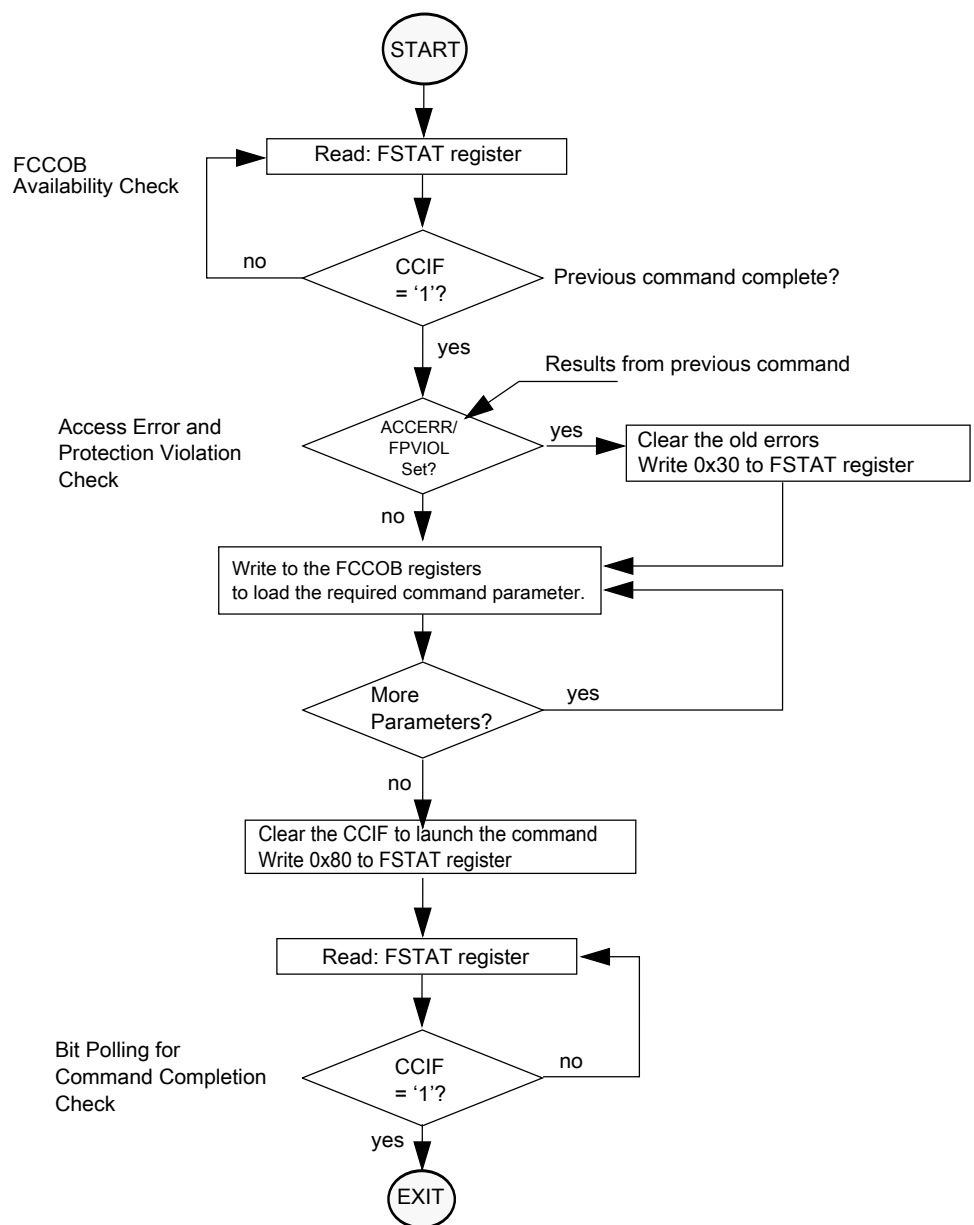 START
Read: FSTAT register
FCCOB
Availability Check
no
CCIF
= ‘1’?
Previous command complete?
yes
Results from previous command
Access Error and
Protection Violation
Check
ACCERR/
FPVIOL
Set?
yes
Clear the old errors
Write 0x30 to FSTAT register
no
Write to the FCCOB registers
to load the required command parameter.
More
Parameters?
yes
no
Clear the CCIF to launch the command
Write 0x80 to FSTAT register
Read: FSTAT register
Bit Polling for
Command Completion
Check
CCIF
= ‘1’?
no
yes
EXIT